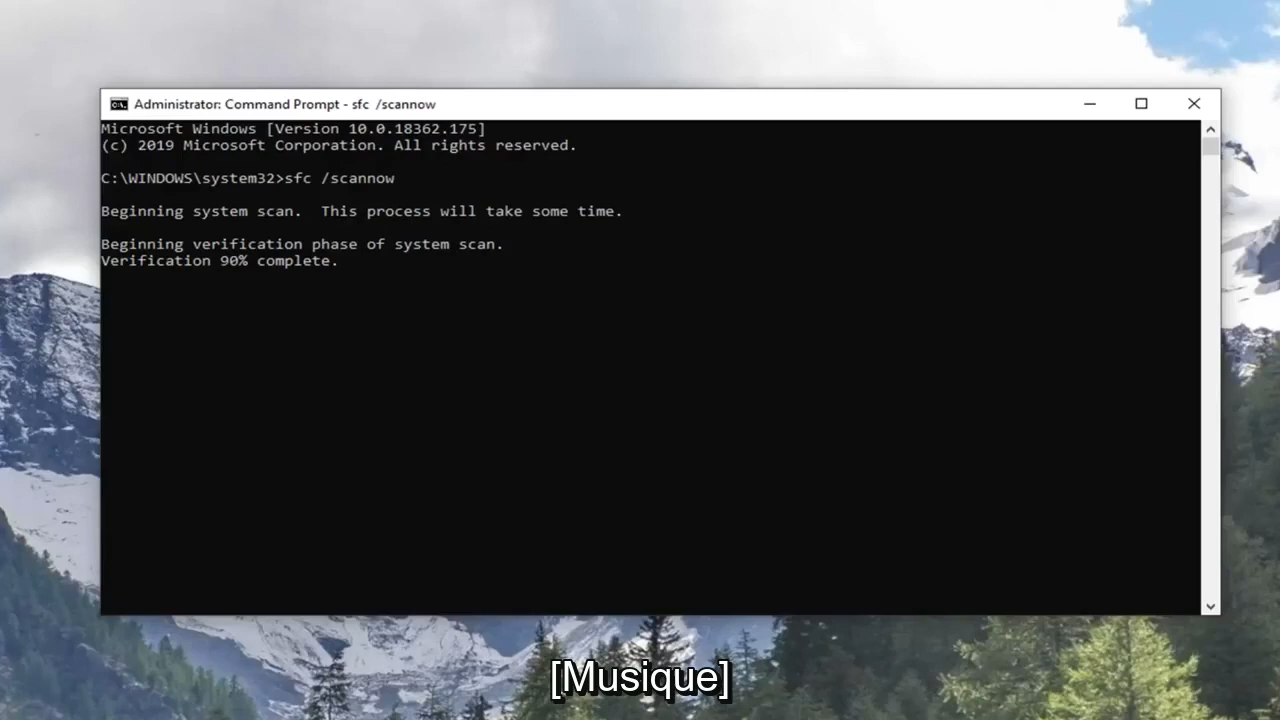 Administrator: Command Prompt - sfc  /scannow
Microsoft Windows [Version 10.0.18362.175]
(c) 2019 Microsoft Corporation. All rights reserved.
C:\WINDOWS\system32>sfc /scannow
Beginning system scan.  This process will take some time.
Beginning verification phase of system scan.
Verification 90% complete.
[Musique]